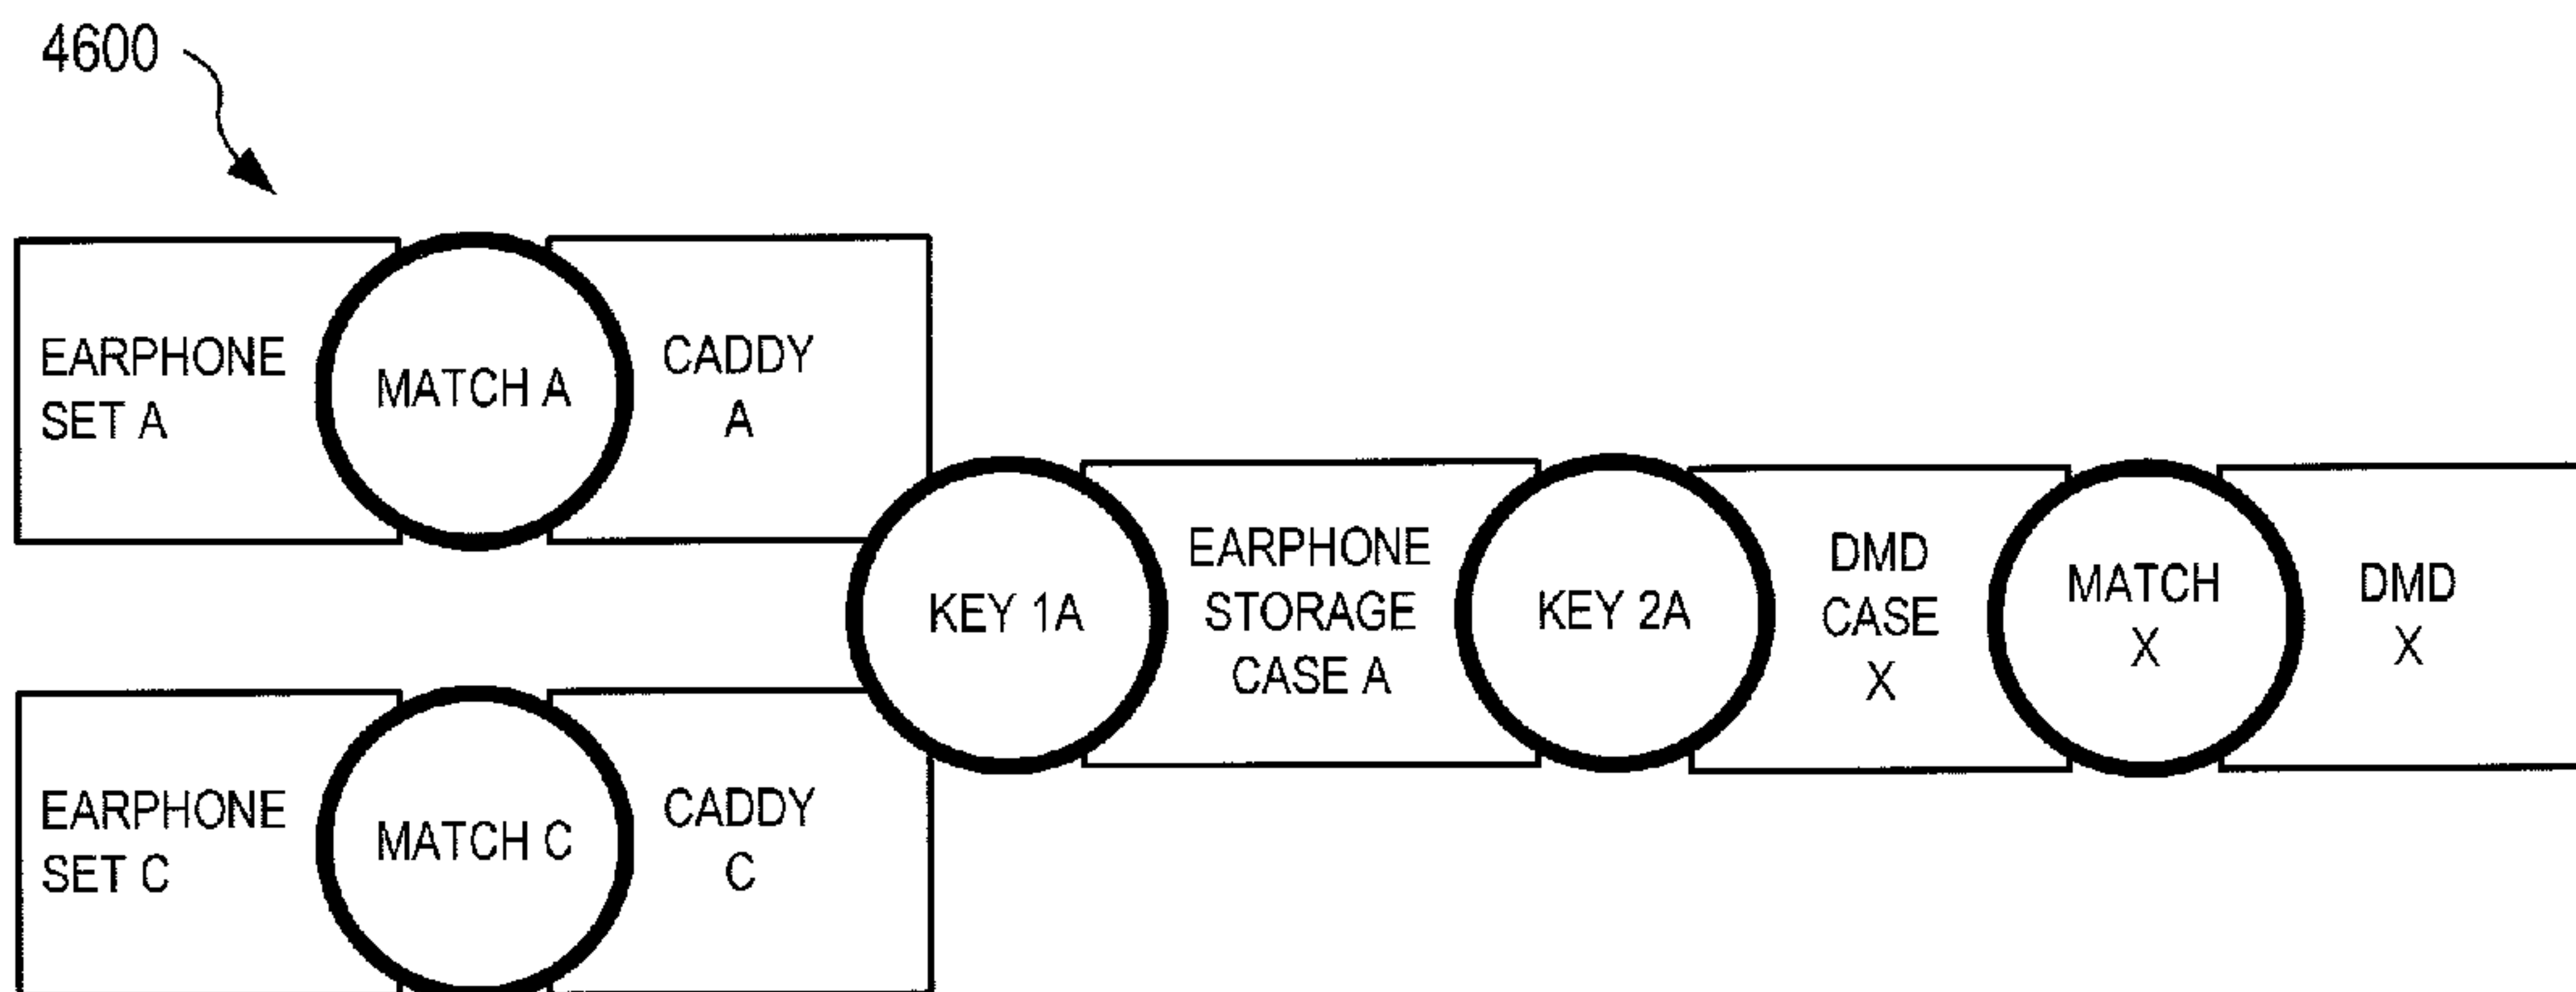 4600
EARPHONE
SET A
MATCH A
CADDY
A
EARPHONE
SET C
MATCH C
CADDY
C
KEY 1A
EARPHONE
STORAGE
CASE A
KEY 2A
DMD
CASE
X
MATCH
X
DMD
X